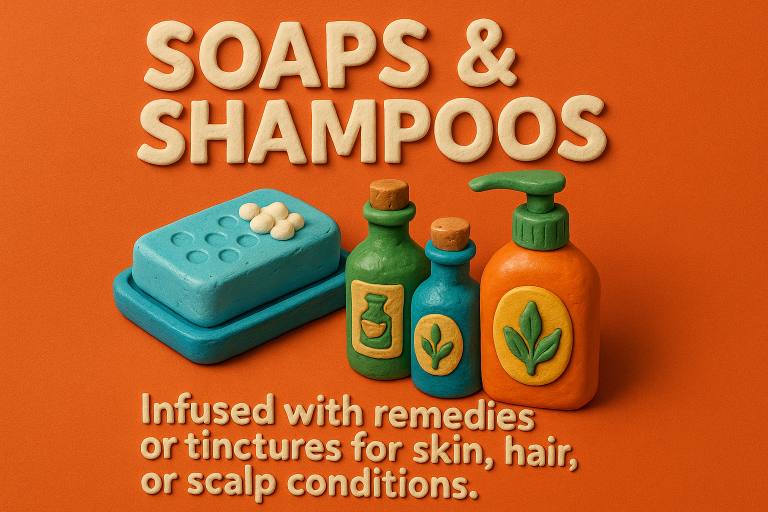 SOAPS &
SHAMPOOS
Infused with remedies
or tinctures for skin, hair,
or scalp conditions.